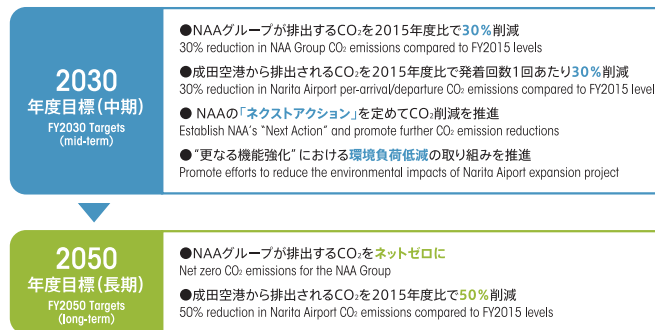 2030
年度目標(中期)
FY2030 Targets
(mid-term)
●NAAグループが排出するCO₂を2015年度比で30%削減
30% reduction in NAA Group CO₂ emissions compared to FY2015 levels
●成田空港から排出されるCO₂を2015年度比で発着回数1回あたり30%削減
30% reduction in Narita Airport per-arrival/departure CO₂ emissions compared to FY2015 level
● NAAの「ネクストアクション」を定めてCO₂削減を推進
Establish NAA's "Next Action" and promote further CO₂ emission reductions
●"更なる機能強化"における環境負荷低減の取り組みを推進
Promote efforts to reduce the environmental impacts of Narita Aiport expansion project
2050
年度目標(長期)
FY2050 Targets
(long-term)
●NAAグループが排出するCO₂をネットゼロに
Net zero CO₂ emissions for the NAA Group
●成田空港から排出されるCO₂を2015年度比で50%削減
50% reduction in Narita Airport CO₂ emissions compared to FY2015 levels